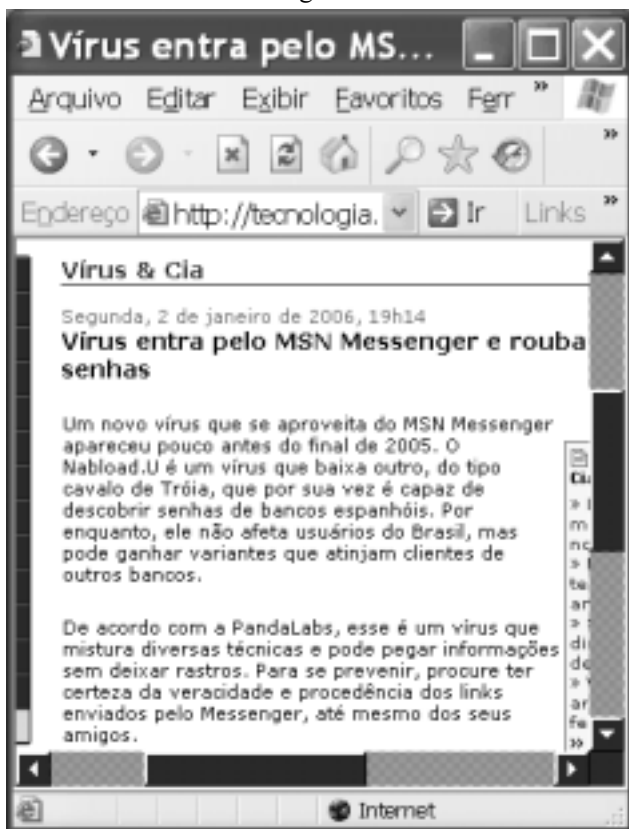 Vírus entra pelo MS...
Arquivo Editar Exibir Favoritos Ferr »
»
Endereço http://tecnologia. Ir Links »
Vírus & Cia
Segunda, 2 de janeiro de 2006, 19h14
Vírus entra pelo MSN Messenger e rouba
senhas
Um novo vírus que se aproveita do MSN Messenger
apareceu pouco antes do final de 2005. O
Nabload.U é um vírus que baixa outro, do tipo
cavalo de Tróia, que por sua vez é capaz de
descobrir senhas de bancos espanhóis. Por
enquanto, ele não afeta usuários do Brasil, mas
pode ganhar variantes que atinjam clientes de
outros bancos.
De acordo com a PandaLabs, esse é um vírus que
mistura diversas técnicas e pode pegar informações
sem deixar rastros. Para se prevenir, procure ter
certeza da veracidade e procedência dos links
enviados pelo Messenger, até mesmo dos seus
amigos.
Internet